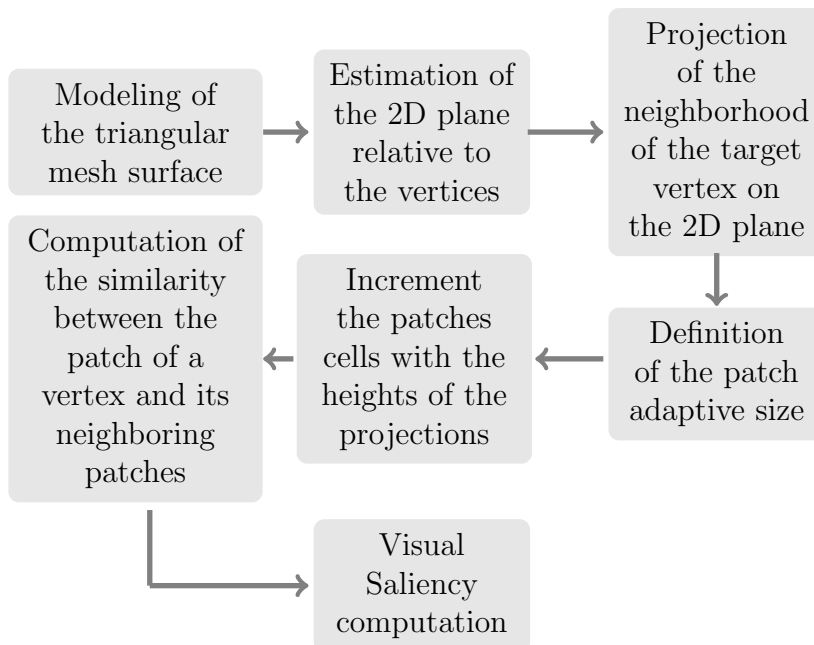 Modeling of
the triangular
mesh surface
Estimation of
the 2D plane
relative to
the vertices
Projection
of the
neighborhood
of the target
vertex on
the 2D plane
Definition
of the patch
adaptive size
Increment
the patches
cells with the
heights of the
projections
Computation of
the similarity
between the
patch of a
vertex and its
neighboring
patches
Visual
Saliency
computation